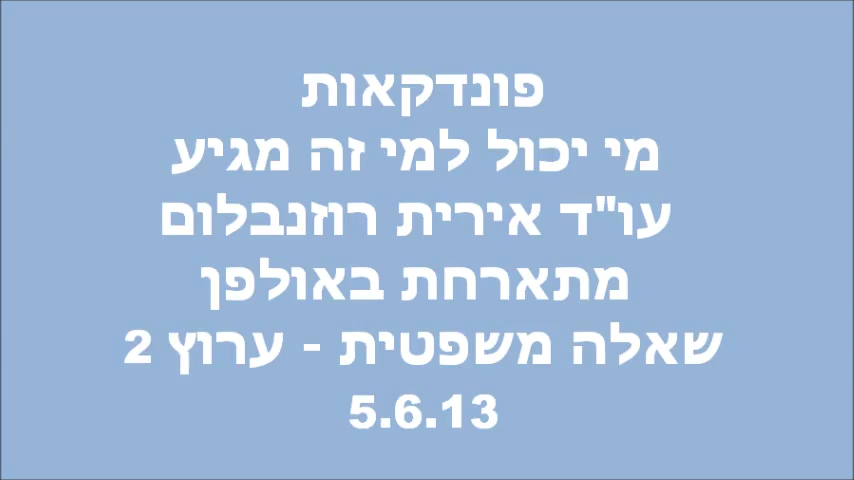 פונדקאות
מי יכול למי זה מגיע
עו"ד אירית רוזנבלום
מתארחת באולפן
שאלה משפטית - ערוץ 2
5.6.13